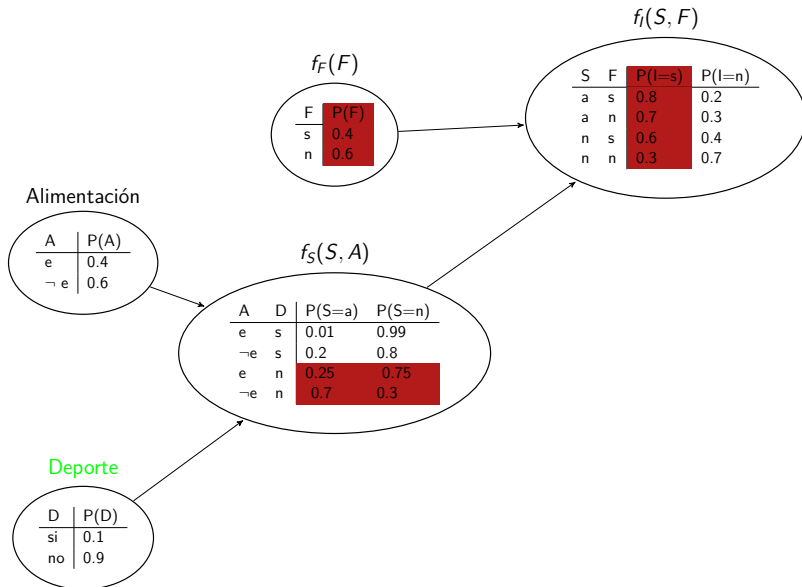 f_I(S, F)
S F P(I=s) P(I=n)
a s 0.8 0.2
a n 0.7 0.3
n s 0.6 0.4
n n 0.3 0.7
f_F(F)
F P(F)
s 0.4
n 0.6
Alimentación
A P(A)
e 0.4
¬ e 0.6
f_S(S, A)
A D P(S=a) P(S=n)
e s 0.01 0.99
¬e s 0.2 0.8
e n 0.25 0.75
¬e n 0.7 0.3
Deporte
D P(D)
si 0.1
no 0.9